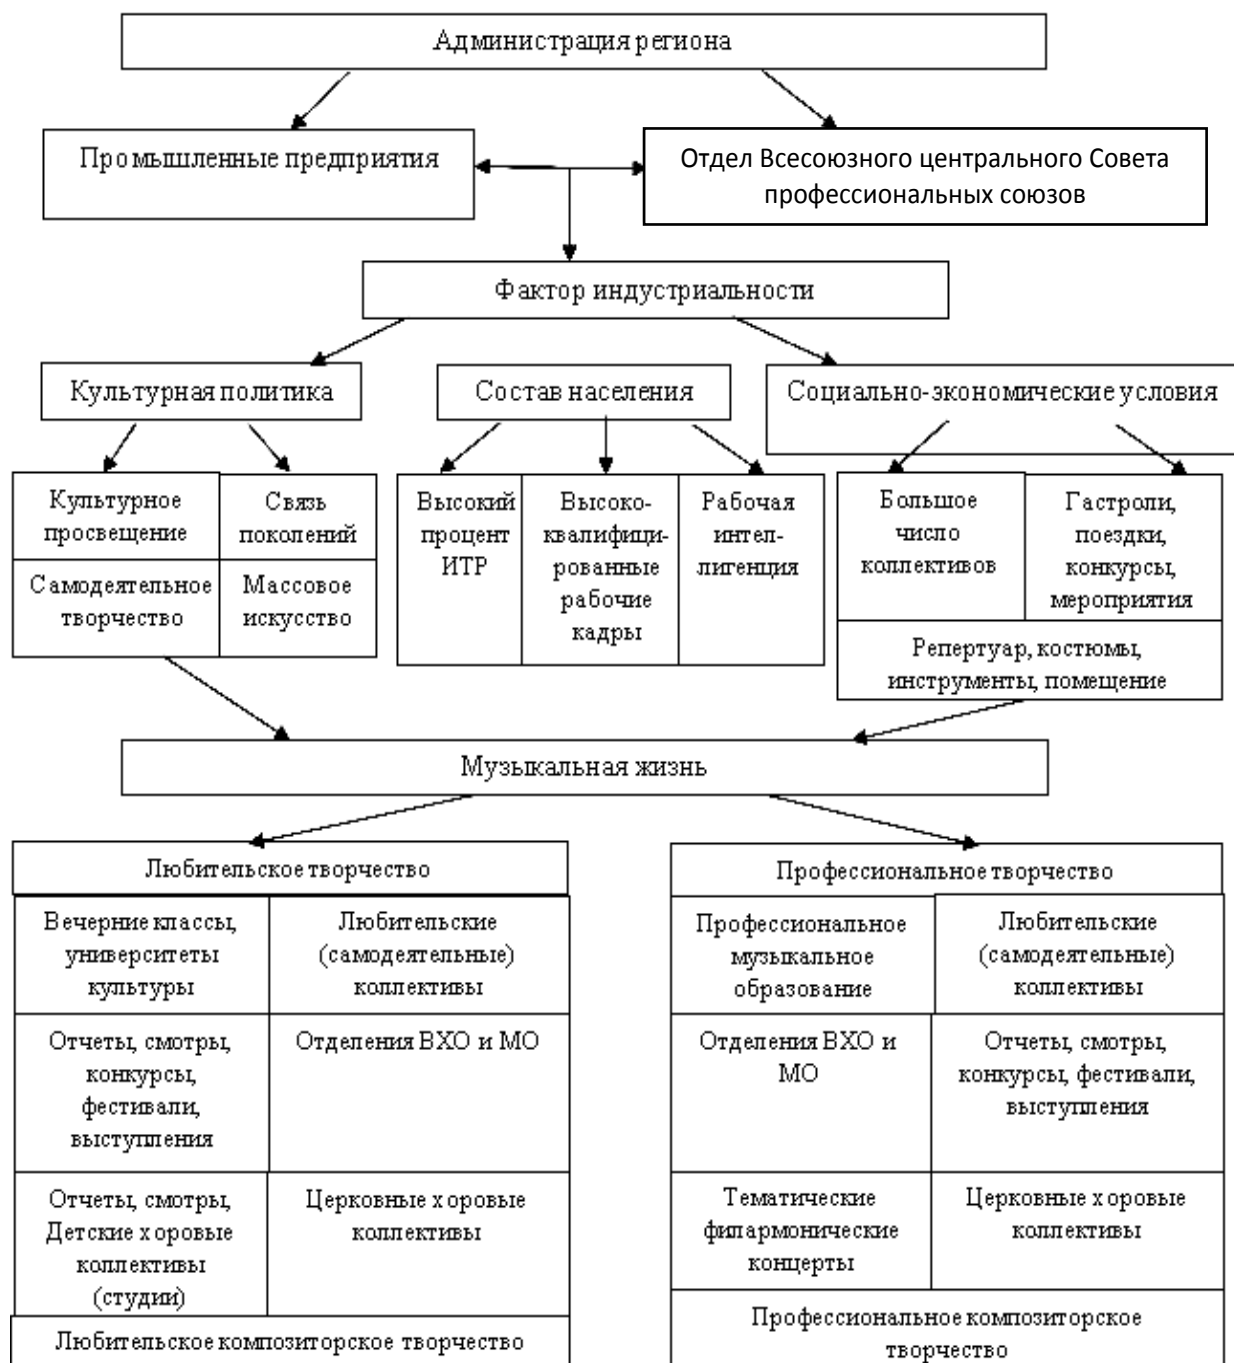 Администрация региона
Промышленные предприятия
Отдел Всесоюзного центрального Совета
профессиональных союзов
Фактор индустриальности
Культурная политика
Состав населения
Социально-экономические условия
Культурное
просвещение
Связь
поколений
Самодеятельное
творчество
Массовое
искусство
Высокий
процент
ИТР
Высоко-
квалифици-
рованные
рабочие
кадры
Рабочая
интел-
лигенция
Большое
число
коллективов
Гастроли,
поездки,
конкурсы,
мероприятия
Репертуар, костюмы,
инструменты, помещение
Музыкальная жизнь
Любительское творчество
Вечерние классы,
университеты
культуры
Любительские
(самодеятельные)
коллективы
Отчеты, смотры,
конкурсы,
фестивали,
выступления
Отделения ВХО и МО
Отчеты, смотры,
Детские хоровые
коллективы
(студии)
Церковные хоровые
коллективы
Любительское композиторское творчество
Профессиональное творчество
Профессиональное
музыкальное
образование
Любительские
(самодеятельные)
коллективы
Отделения ВХО и
МО
Отчеты, смотры,
конкурсы, фестивали,
выступления
Тематические
филармонические
концерты
Церковные хоровые
коллективы
Профессиональное композиторское
творчество